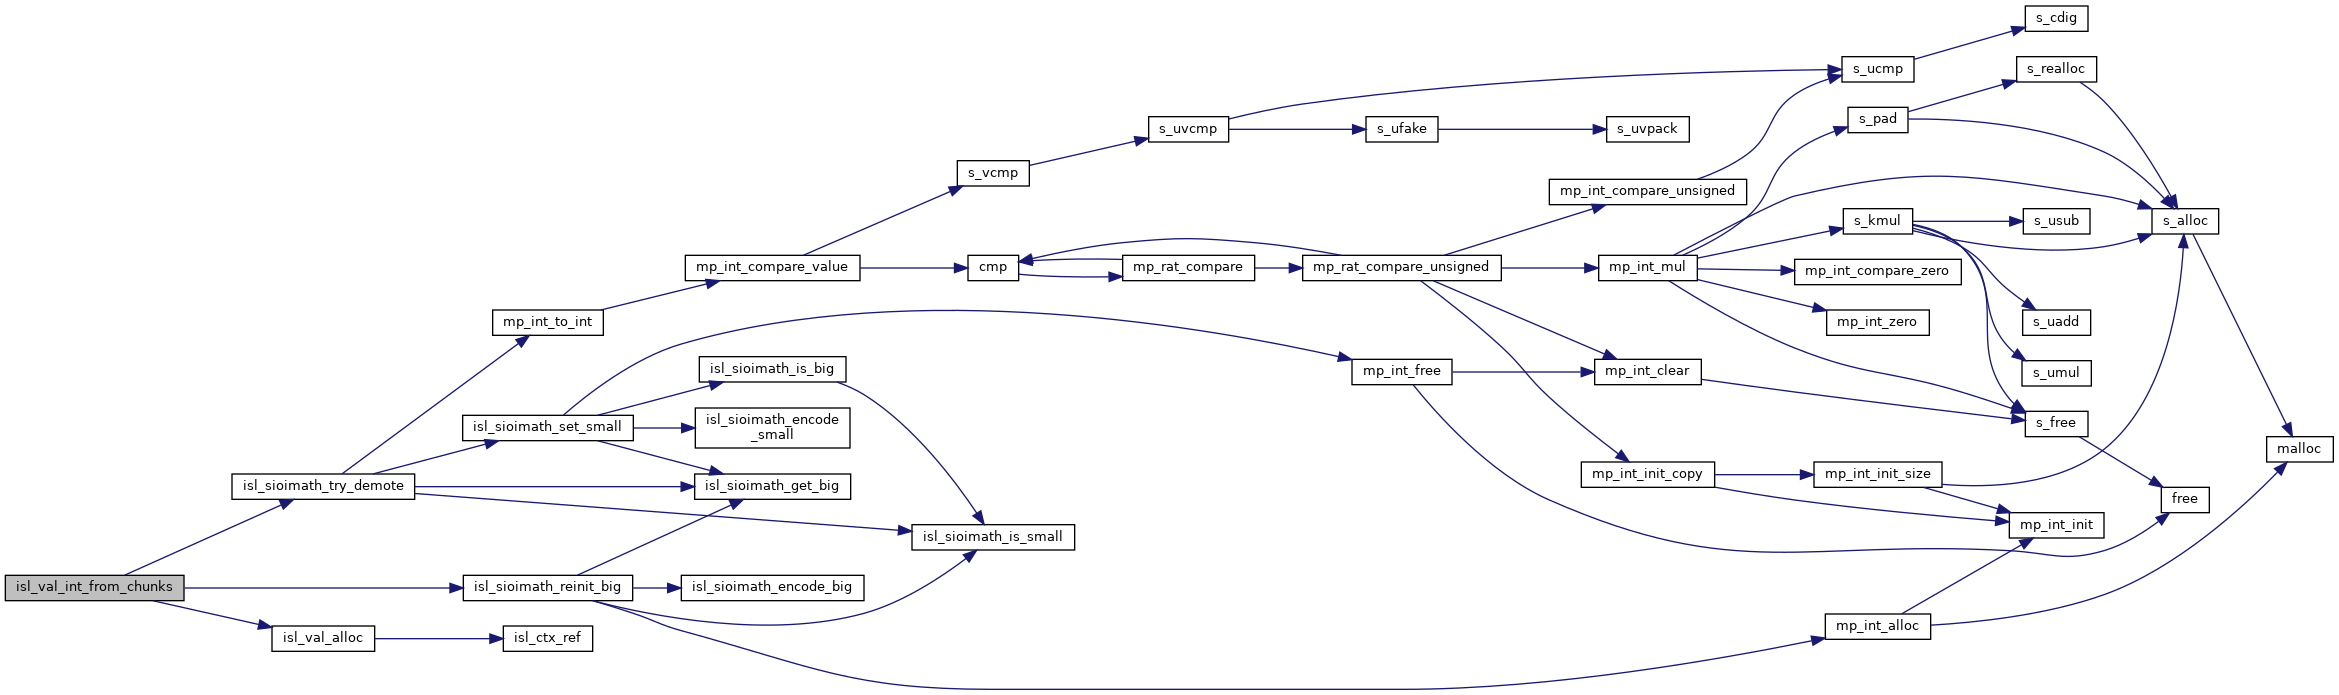 s_cdig
s_ucmp
s_realloc
s_pad
s_uvcmp
s_ufake
s_uvpack
s_vcmp
mp_int_compare_unsigned
s_kmul
s_usub
s_alloc
mp_int_compare_value
cmp
mp_rat_compare
mp_rat_compare_unsigned
mp_int_mul
mp_int_compare_zero
mp_int_to_int
mp_int_zero
s_uadd
isl_sioimath_is_big
mp_int_free
mp_int_clear
s_umul
isl_sioimath_set_small
isl_sioimath_encode
_small
s_free
malloc
isl_sioimath_try_demote
isl_sioimath_get_big
mp_int_init_copy
mp_int_init_size
free
isl_sioimath_is_small
mp_int_init
isl_val_int_from_chunks
isl_sioimath_reinit_big
isl_sioimath_encode_big
mp_int_alloc
isl_val_alloc
isl_ctx_ref